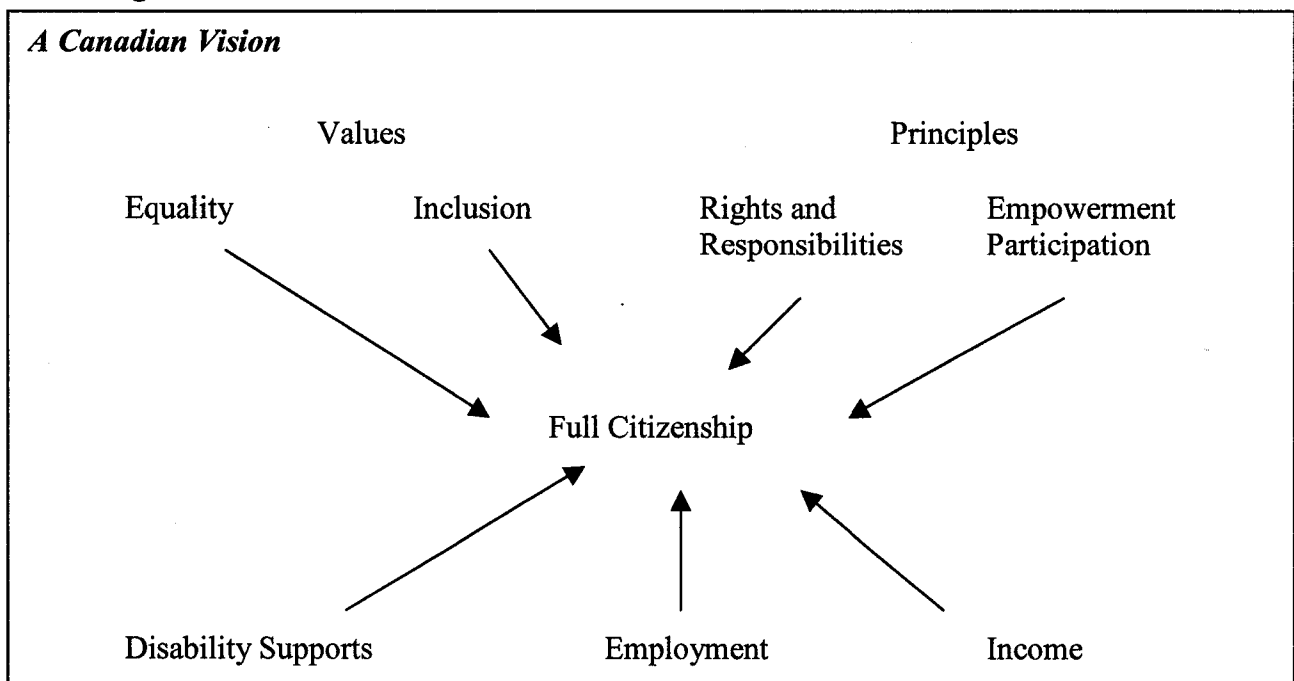 A Canadian Vision
Values Principles
Equality Inclusion Rights and Empowerment
Responsibilities Participation
Full Citizenship
Disability Supports Employment Income